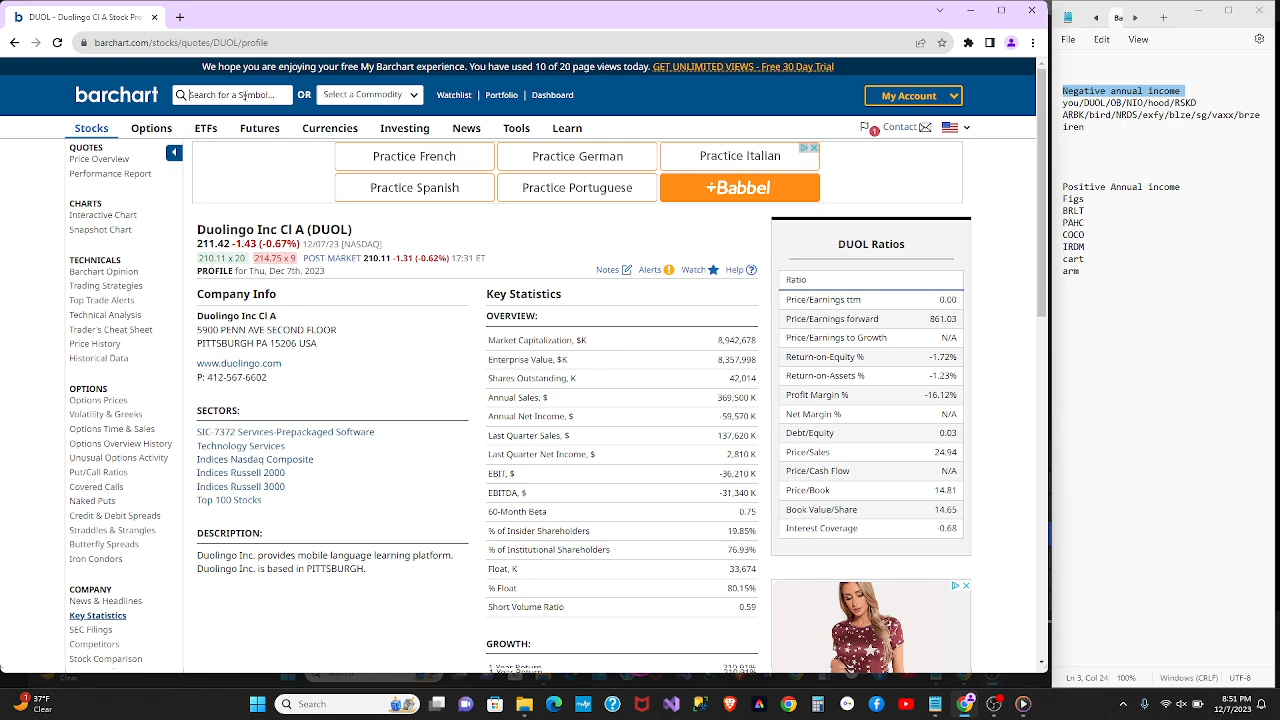 DUOL - Duolingo Cl A Stock Pro
barchart.com/stocks/quotes/DUOL/profile
We hope you are enjoying your free My Barchart experience. You have used 10 of 20 page views today. GET UNLIMITED VIEWS - Free 30 Day Trial
barchart
Search for a Symbol...
OR
Select a Commodity
Watchlist
Portfolio
Dashboard
My Account
Stocks
Options
ETFs
Futures
Currencies
Investing
News
Tools
Learn
1
Contact
QUOTES
Price Overview
Performance Report
CHARTS
Interactive Chart
Snapshot Chart
TECHNICALS
Barchart Opinion
Trading Strategies
Top Trade Alerts
Technical Analysis
Trader's Cheat Sheet
Price History
Historical Data
OPTIONS
Options Prices
Volatility & Greeks
Options Time & Sales
Options Overview History
Unusual Options Activity
Put/Call Ratios
Covered Calls
Naked Puts
Credit & Debit Spreads
Straddles & Strangles
Butterfly Spreads
Iron Condors
COMPANY
News & Headlines
Key Statistics
SEC Filings
Competitors
Stock Comparison
Practice French
Practice German
Practice Italian
Practice Spanish
Practice Portuguese
+Babbel
Duolingo Inc Cl A (DUOL)
211.42 -1.43 (-0.67%) 12/07/23 [NASDAQ]
210.11 x 20 214.75 x 9 POST-MARKET 210.11 -1.31 (-0.62%) 17:31 ET
PROFILE for Thu, Dec 7th, 2023
Notes
Alerts
Watch
Help
Company Info
Duolingo Inc Cl A
5900 PENN AVE SECOND FLOOR
PITTSBURGH PA 15206 USA
www.duolingo.com
P: 412-567-6602
SECTORS:
SIC-7372 Services-Prepackaged Software
Technology Services
Indices Nasdaq Composite
Indices Russell 2000
Indices Russell 3000
Top 100 Stocks
DESCRIPTION:
Duolingo Inc. provides mobile language learning platform.
Duolingo Inc. is based in PITTSBURGH.
Key Statistics
OVERVIEW:
Market Capitalization, $K 8,942,678
Enterprise Value, $K 8,357,998
Shares Outstanding, K 42,014
Annual Sales, $ 369,500 K
Annual Net Income, $ -59,570 K
Last Quarter Sales, $ 137,620 K
Last Quarter Net Income, $ 2,810 K
EBIT, $ -36,210 K
EBITDA, $ -31,340 K
60-Month Beta 0.75
% of Insider Shareholders 19.85%
% of Institutional Shareholders 76.93%
Float, K 33,674
% Float 80.15%
Short Volume Ratio 0.59
GROWTH:
1-Year Return 210.91%
DUOL Ratios
Ratio
Price/Earnings ttm 0.00
Price/Earnings forward 861.03
Price/Earnings to Growth N/A
Return-on-Equity % -1.72%
Return-on-Assets % -1.23%
Profit Margin % -16.12%
Net Margin % N/A
Debt/Equity 0.03
Price/Sales 24.94
Price/Cash Flow N/A
Price/Book 14.81
Book Value/Share 14.65
Interest Coverage -0.68
Ba
File
Edit
View
Negative annual income
you/DUOL/OB/NIO/hood/RSKD
ARBK/bird/NRDS/exfy/blze/sg/vaxx/brze
iren
Positive Annual income
Figs
BRLT
PAHC
COCO
IRDM
cart
arm
Ln 3, Col 24
100%
Windows (CRLF)
UTF-8
1
37°F
Clear
Search
8:51 PM
12/7/2023